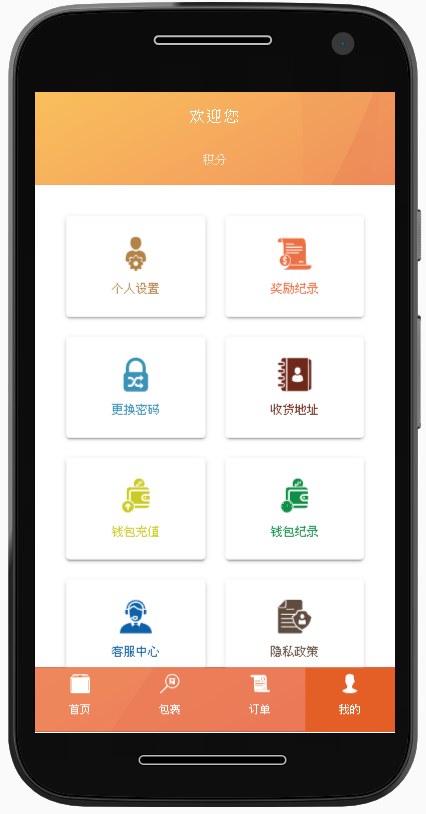 欢迎您
积分
个人设置
奖励纪录
更换密码
收货地址
钱包充值
钱包纪录
客服中心
隐私政策
首页
包裹
订单
我的